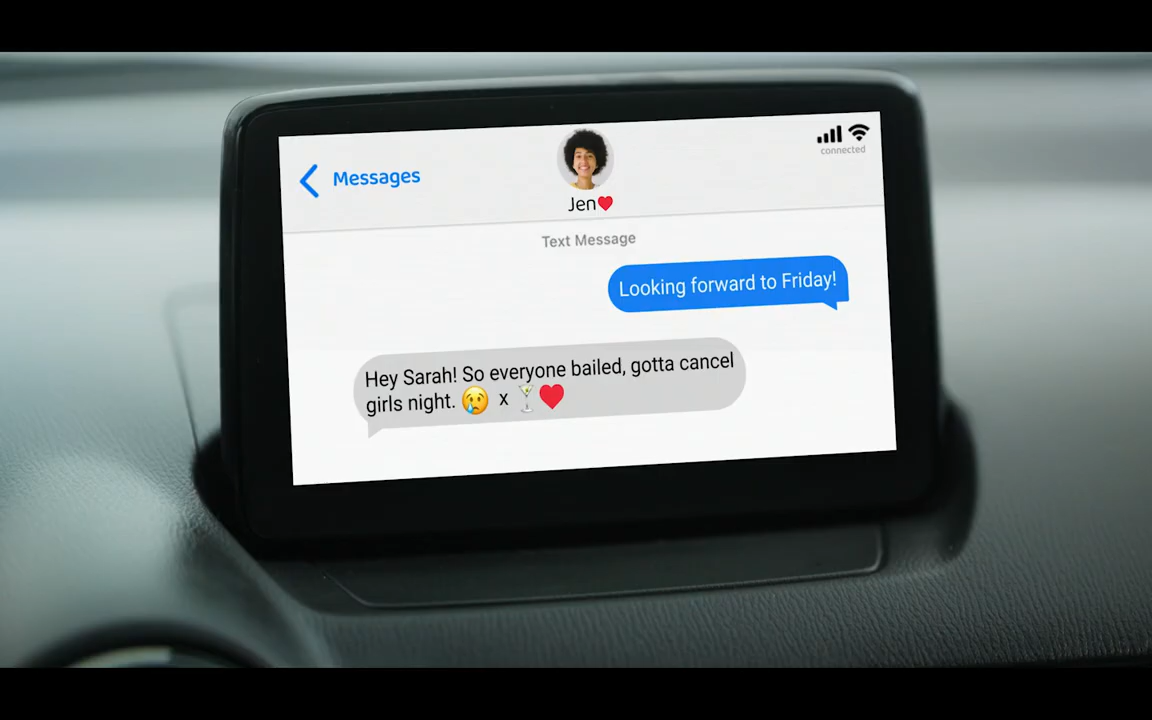 Messages
connected
Jen❤️
Text Message
Looking forward to Friday!
Hey Sarah! So everyone bailed, gotta cancel
girls night. 😢 x 🍸❤️